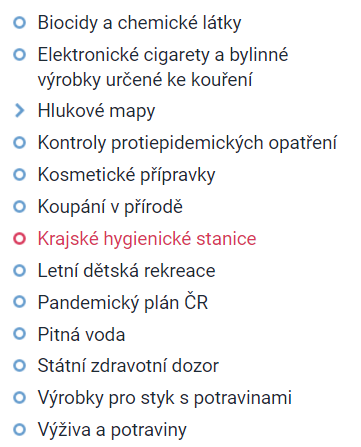 Biocidy a chemické látky
Elektronické cigarety a bylinné
výrobky určené ke kouření
Hlukové mapy
Kontroly protiepidemických opatření
Kosmetické přípravky
Koupání v přírodě
Krajské hygienické stanice
Letní dětská rekreace
Pandemický plán ČR
Pitná voda
Státní zdravotní dozor
Výrobky pro styk s potravinami
Výživa a potraviny